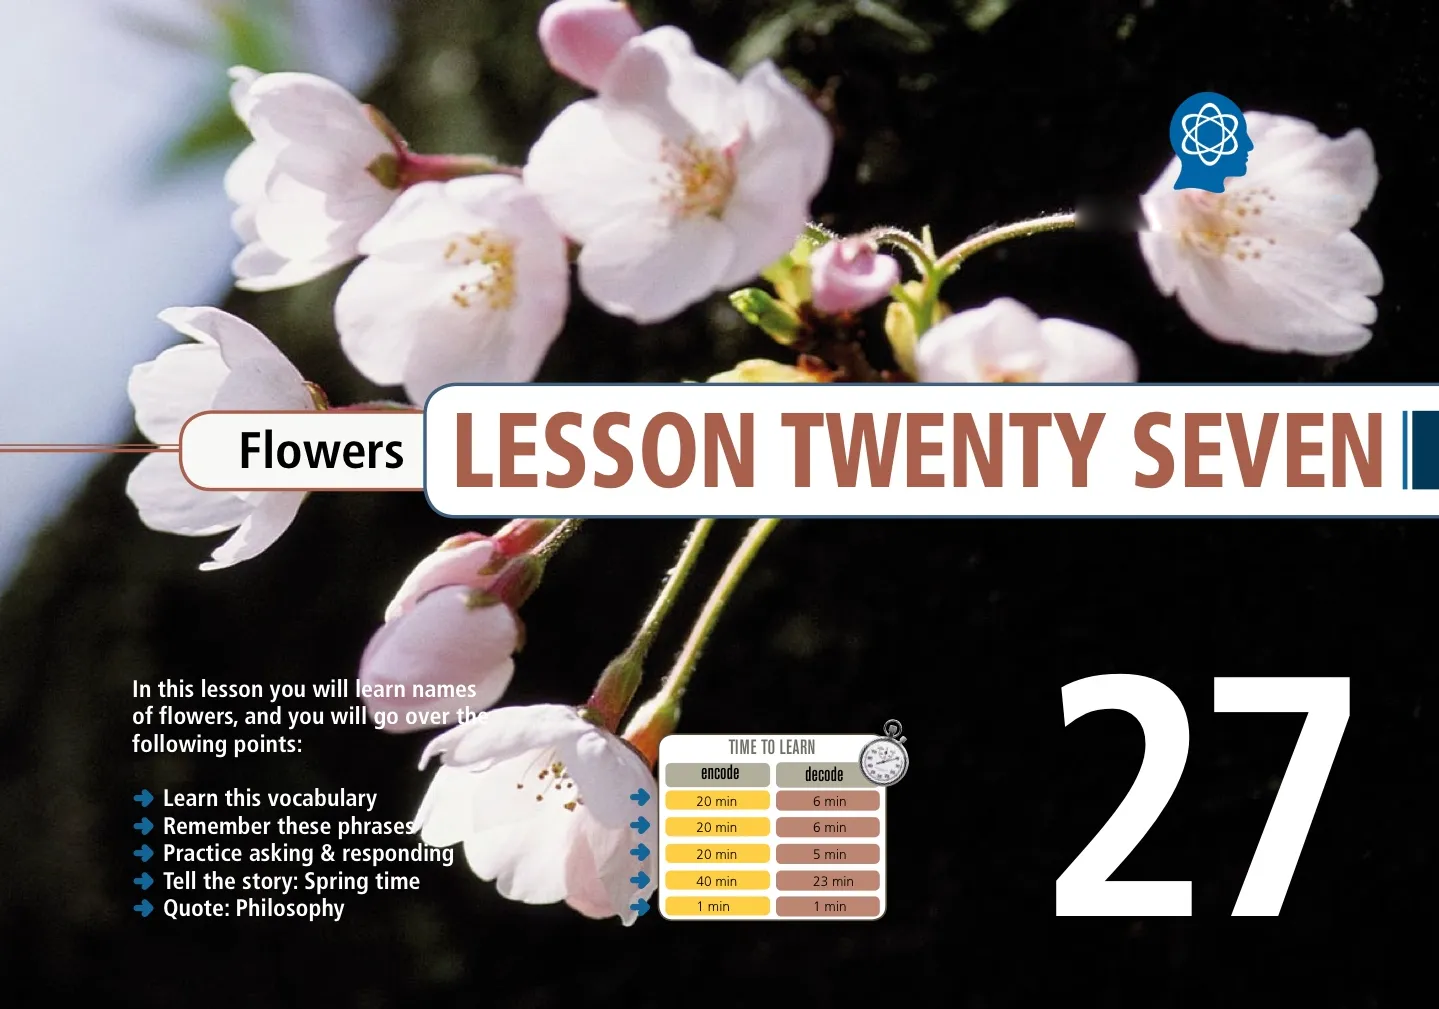 Flowers
LESSON TWENTY SEVEN
In this lesson you will learn names
of flowers, and you will go over the
following points:
Learn this vocabulary
Remember these phrases
Practice asking & responding
Tell the story: Spring time
Quote: Philosophy
TIME TO LEARN
encode decode
20 min 6 min
20 min 6 min
20 min 5 min
40 min 23 min
1 min 1 min
27